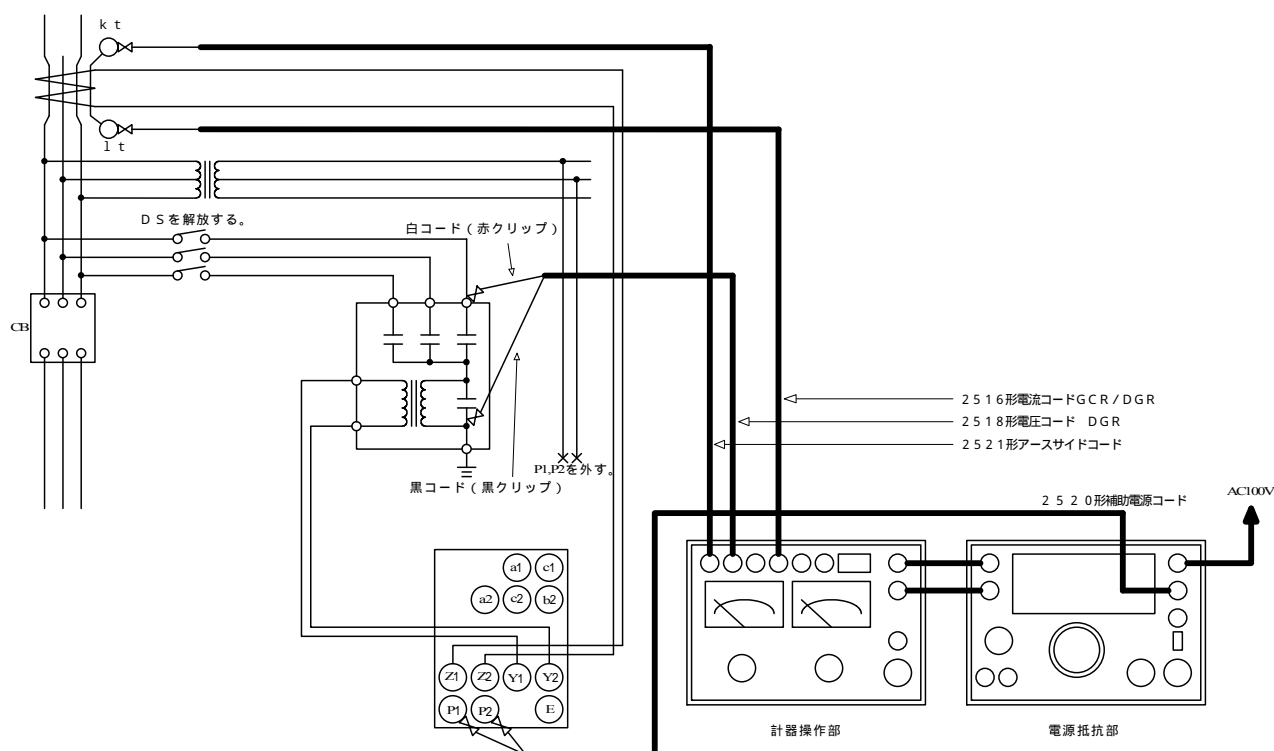 k t
l t
DSを解放する。
白コード(赤クリップ)
CB
2516形電流コードGCR/DGR
2518形電圧コード DGR
2521形アースサイドコード
P1,P2を外す。
黒コード(黒クリップ)
2520形補助電源コード
AC100V
a1 c1
a2 c2 b2
Z1 Z2 Y1 Y2
P1 P2 E
計器操作部
電源抵抗部